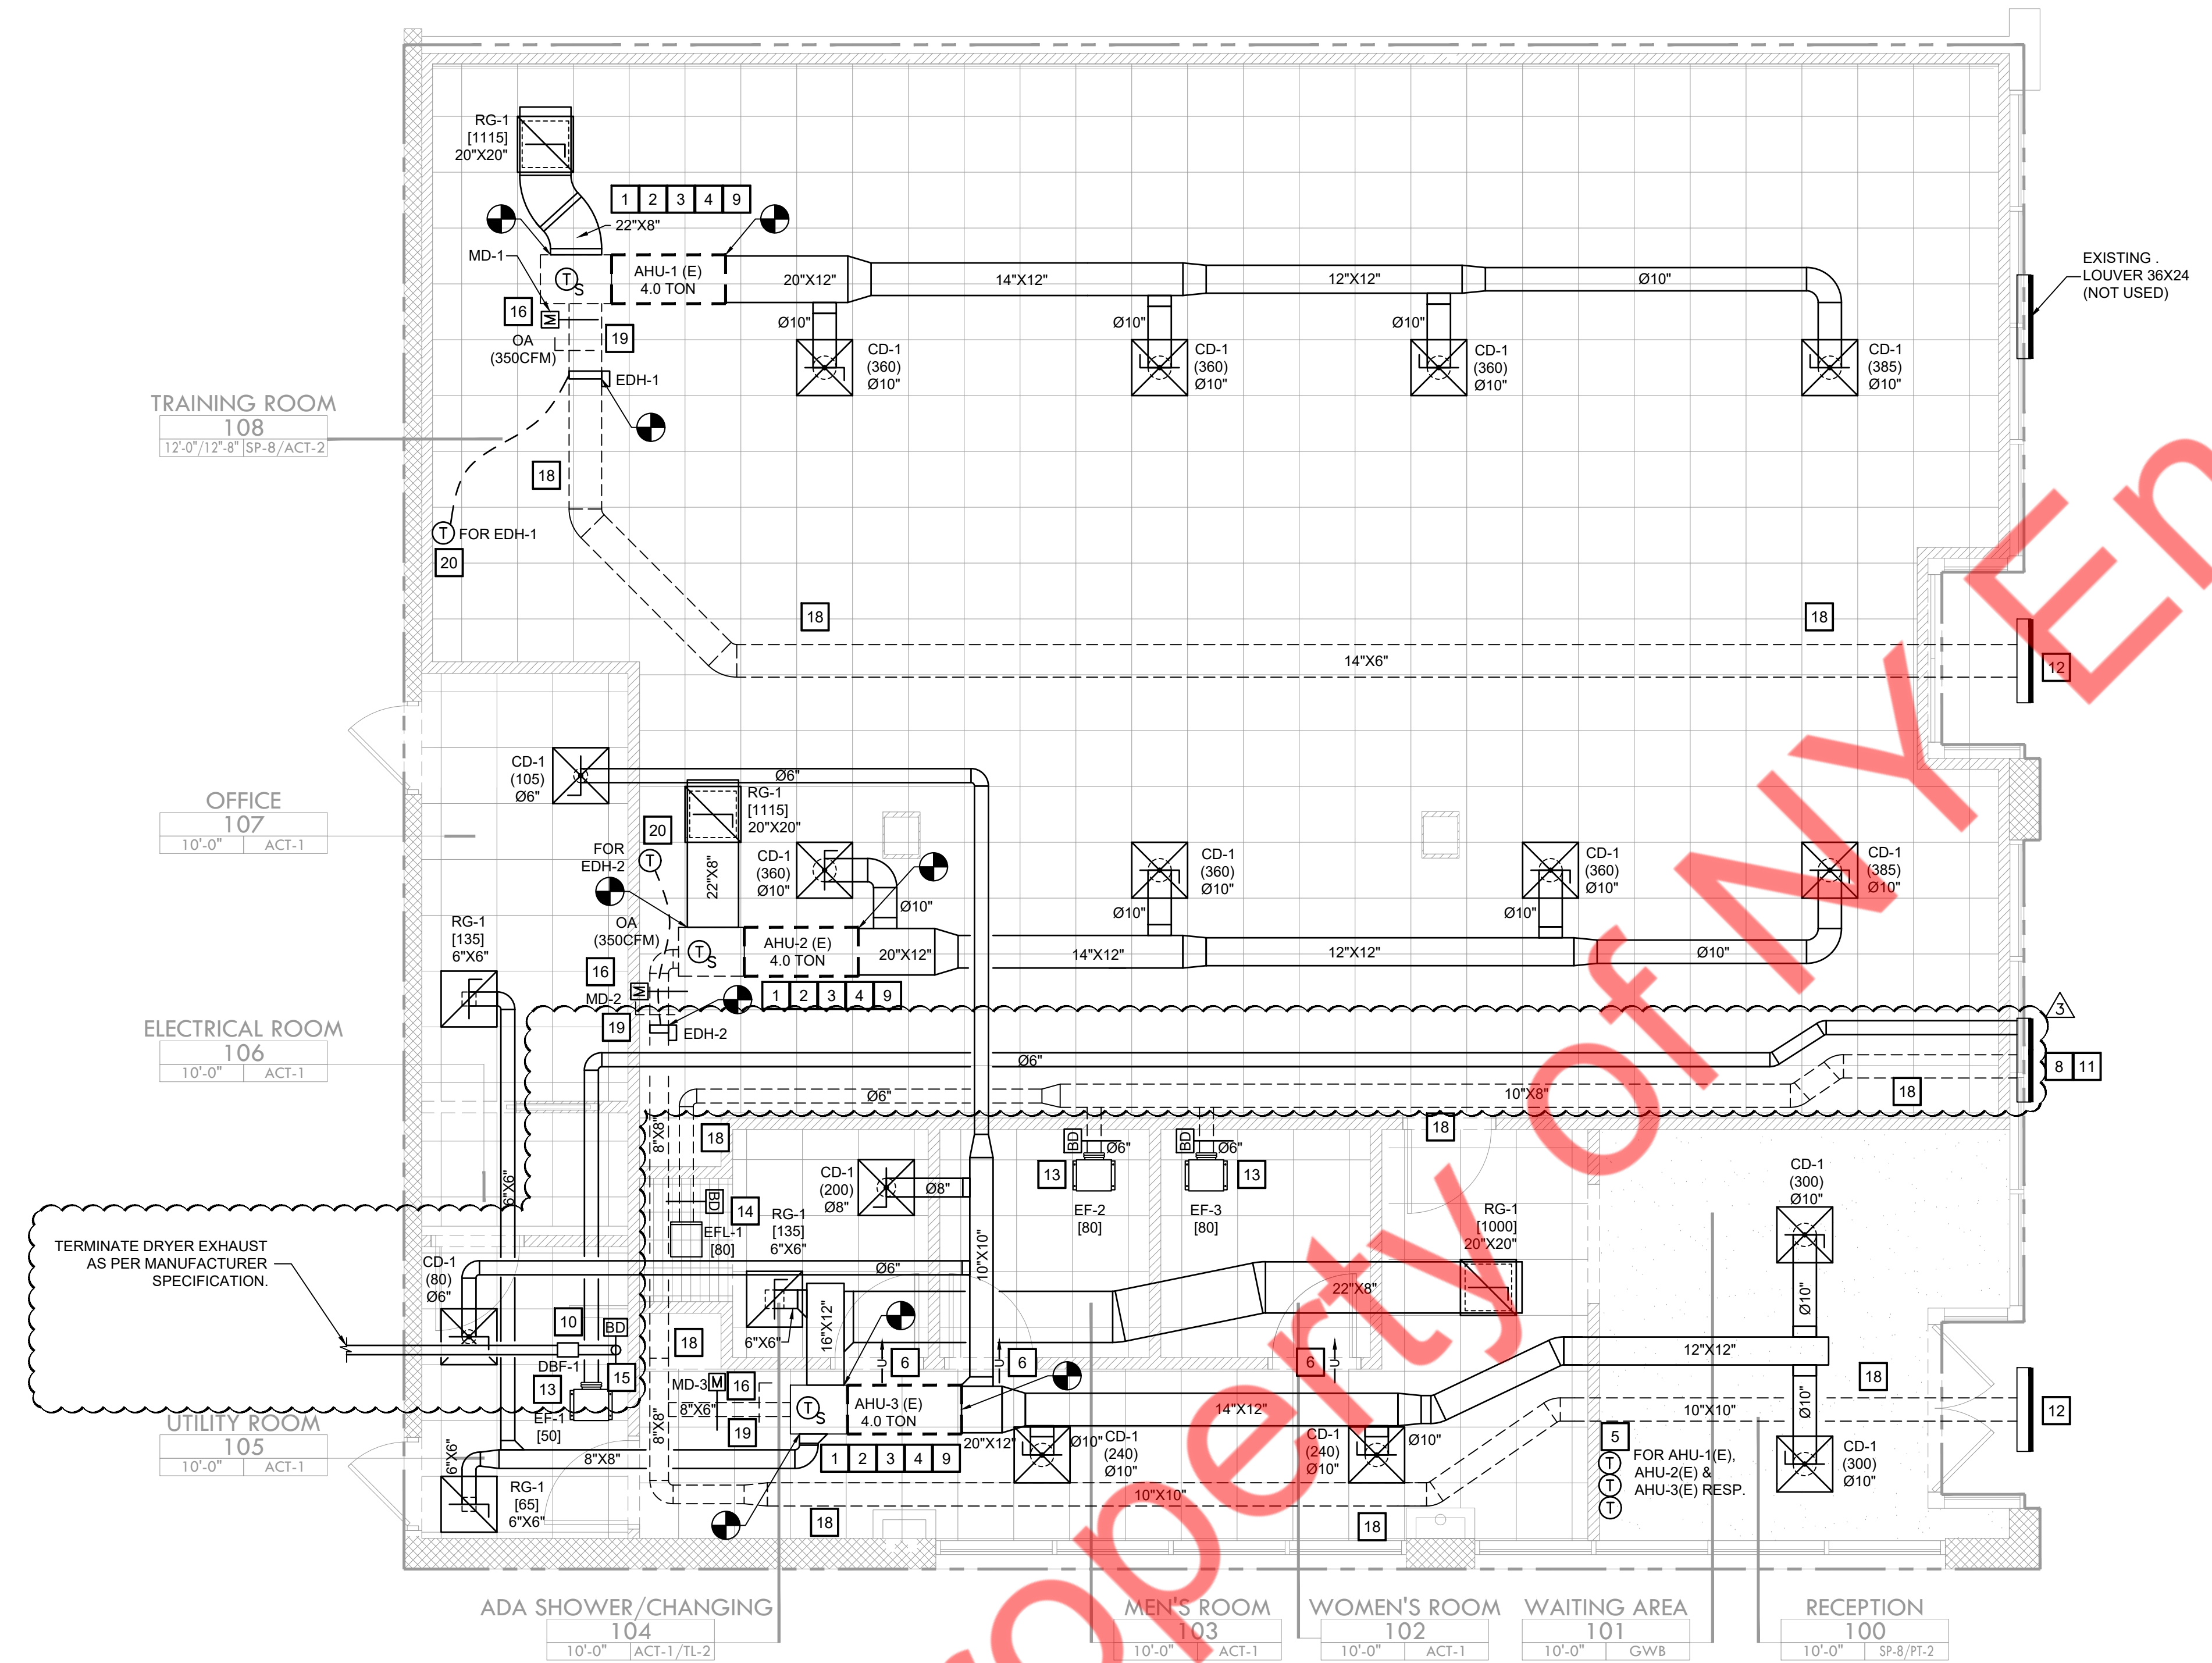 RG-1
[1115]
20"X20"
1 2 3 4 9
22"X8"
MD-1
T
S
AHU-1 (E)
4.0 TON
20"X12"
14"X12"
12"X12"
Ø10"
EXISTING .
LOUVER 36X24
(NOT USED)
16
M
OA
(350CFM)
19
Ø10"
Ø10"
Ø10"
CD-1
(360)
Ø10"
CD-1
(360)
Ø10"
CD-1
(360)
Ø10"
CD-1
(385)
Ø10"
EDH-1
TRAINING ROOM
108
12'-0"/12"-8" SP-8/ACT-2
18
T FOR EDH-1
20
18
18
14"X6"
12
CD-1
(105)
Ø6"
Ø6"
RG-1
[1115]
20"X20"
OFFICE
107
10'-0" ACT-1
20
FOR
EDH-2
T
22"X8"
CD-1
(360)
Ø10"
Ø10"
CD-1
(360)
Ø10"
Ø10"
CD-1
(360)
Ø10"
Ø10"
CD-1
(385)
Ø10"
RG-1
[135]
6"X6"
OA
(350CFM)
T
S
AHU-2 (E)
4.0 TON
20"X12"
14"X12"
12"X12"
Ø10"
16
M
MD-2
1 2 3 4 9
19
EDH-2
3
ELECTRICAL ROOM
106
10'-0" ACT-1
Ø6"
8 11
Ø6"
10"X8"
18
8"X8"
18
BD
Ø6"
BD
Ø6"
18
13
13
EF-2
[80]
EF-3
[80]
CD-1
(200)
Ø8"
Ø8"
6"X6"
BD
14
EFL-1
[80]
RG-1
[135]
6"X6"
RG-1
[1000]
20"X20"
CD-1
(300)
Ø10"
TERMINATE DRYER EXHAUST
AS PER MANUFACTURER
SPECIFICATION.
CD-1
(80)
Ø6"
Ø6"
10"X10"
22"X8"
Ø10"
10
BD
18
6"X6"
16"X12"
U
6
U
6
6
U
12"X12"
DBF-1
15
13
EF-1
[50]
MD-3
M
16
8"X6"
19
T
S
AHU-3 (E)
4.0 TON
20"X12"
14"X12"
10"X10"
18
12
Ø10"
UTILITY ROOM
105
10'-0" ACT-1
6"X6"
8"X8"
8"X8"
1 2 3 4 9
Ø10"
CD-1
(240)
Ø10"
CD-1
(240)
Ø10"
Ø10"
5
T
T
T
FOR AHU-1(E),
AHU-2(E) &
AHU-3(E) RESP.
CD-1
(300)
Ø10"
RG-1
[65]
6"X6"
10"X10"
18
18
ADA SHOWER/CHANGING
104
10'-0" ACT-1/TL-2
MEN'S ROOM
103
10'-0" ACT-1
WOMEN'S ROOM
102
10'-0" ACT-1
WAITING AREA
101
10'-0" GWB
RECEPTION
100
10'-0" SP-8/PT-2
of NY